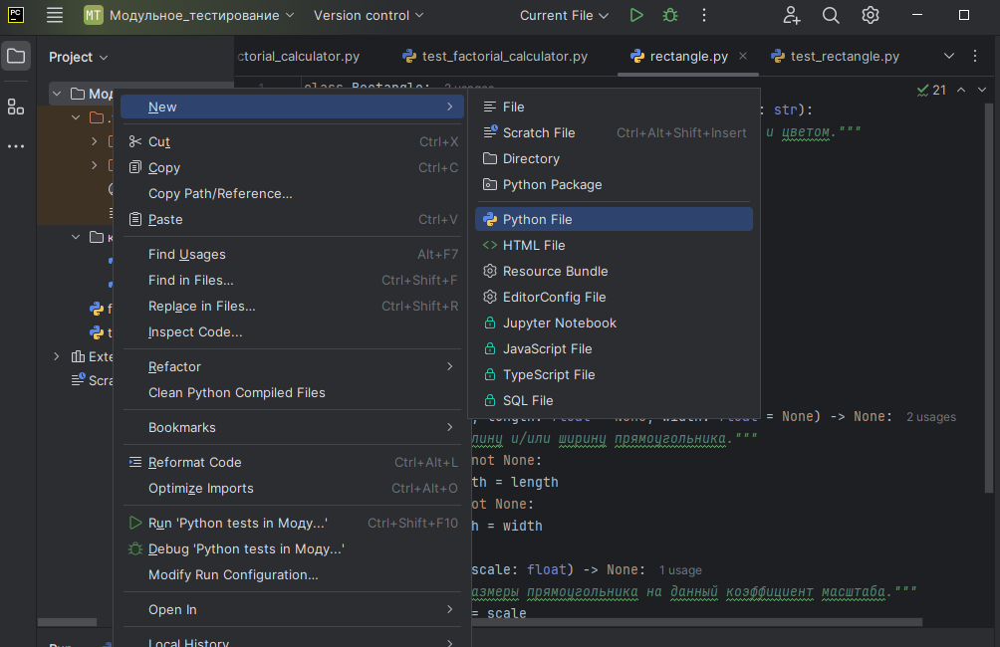 PC
MT Модульное_тестирование
Version control
Current File
Project
ctorial_calculator.py
test_factorial_calculator.py
rectangle.py
test_rectangle.py
1 class Rectangle: 2 usages
21
Мод
New
: str):
и цветом."""
Cut Ctrl+X
Copy Ctrl+C
Copy Path/Reference...
Paste Ctrl+V
Find Usages Alt+F7
Find in Files... Ctrl+Shift+F
Replace in Files... Ctrl+Shift+R
Inspect Code...
Refactor
Clean Python Compiled Files
Bookmarks
Reformat Code Ctrl+Alt+L
Optimize Imports Ctrl+Alt+O
Run 'Python tests in Моду...' Ctrl+Shift+F10
Debug 'Python tests in Моду...'
Modify Run Configuration...
Open In
Local History
File
Scratch File Ctrl+Alt+Shift+Insert
Directory
Python Package
Python File
HTML File
Resource Bundle
EditorConfig File
Jupyter Notebook
JavaScript File
TypeScript File
SQL File
f
t
Exte
Scra
, length: float = None, width: float = None) -> None: 2 usages
лину и/или ширину прямоугольника."""
not None:
th = length
ot None:
h = width
scale: float) -> None: 1 usage
азмеры прямоугольника на данный коэффициент масштаба."""
= scale
Run